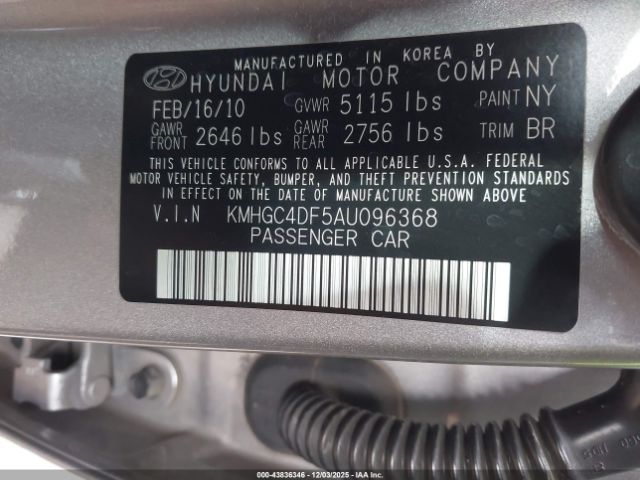 MANUFACTURED IN KOREA BY
HYUNDAI MOTOR COMPANY
FEB/16/10 GVWR 5115 lbs PAINT NY
GAWR FRONT 2646 lbs GAWR REAR 2756 lbs TRIM BR
THIS VEHICLE CONFORMS TO ALL APPLICABLE U.S.A. FEDERAL
MOTOR VEHICLE SAFETY, BUMPER, AND THEFT PREVENTION STANDARDS
IN EFFECT ON THE DATE OF MANUFACTURE SHOWN ABOVE
V.I.N KMHGC4DF5AU096368
PASSENGER CAR
000-43836346 - 12/03/2025 - IAAI.COM